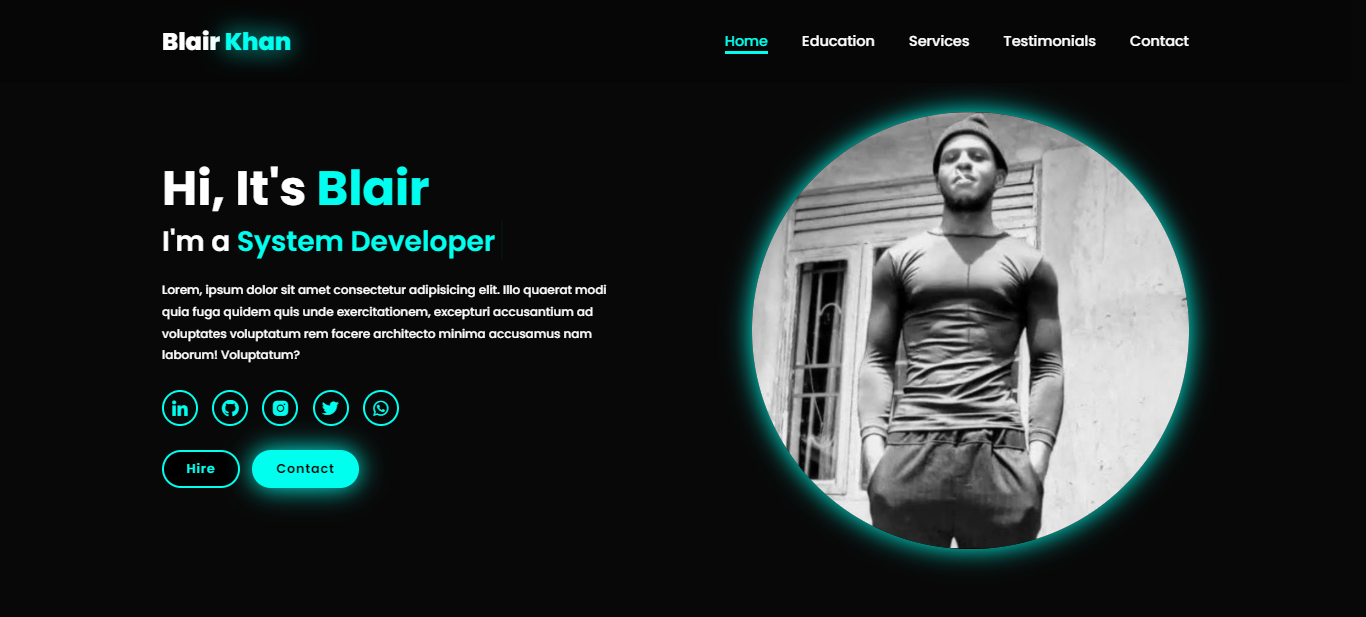 Blair Khan
Home Education Services Testimonials Contact
Hi, It's Blair
I'm a System Developer
Lorem, ipsum dolor sit amet consectetur adipisicing elit. Illo quaerat modi
quia fuga quidem quis unde exercitationem, excepturi accusantium ad
voluptates voluptatum rem facere architecto minima accusamus nam
laborum! Voluptatum?
Hire Contact